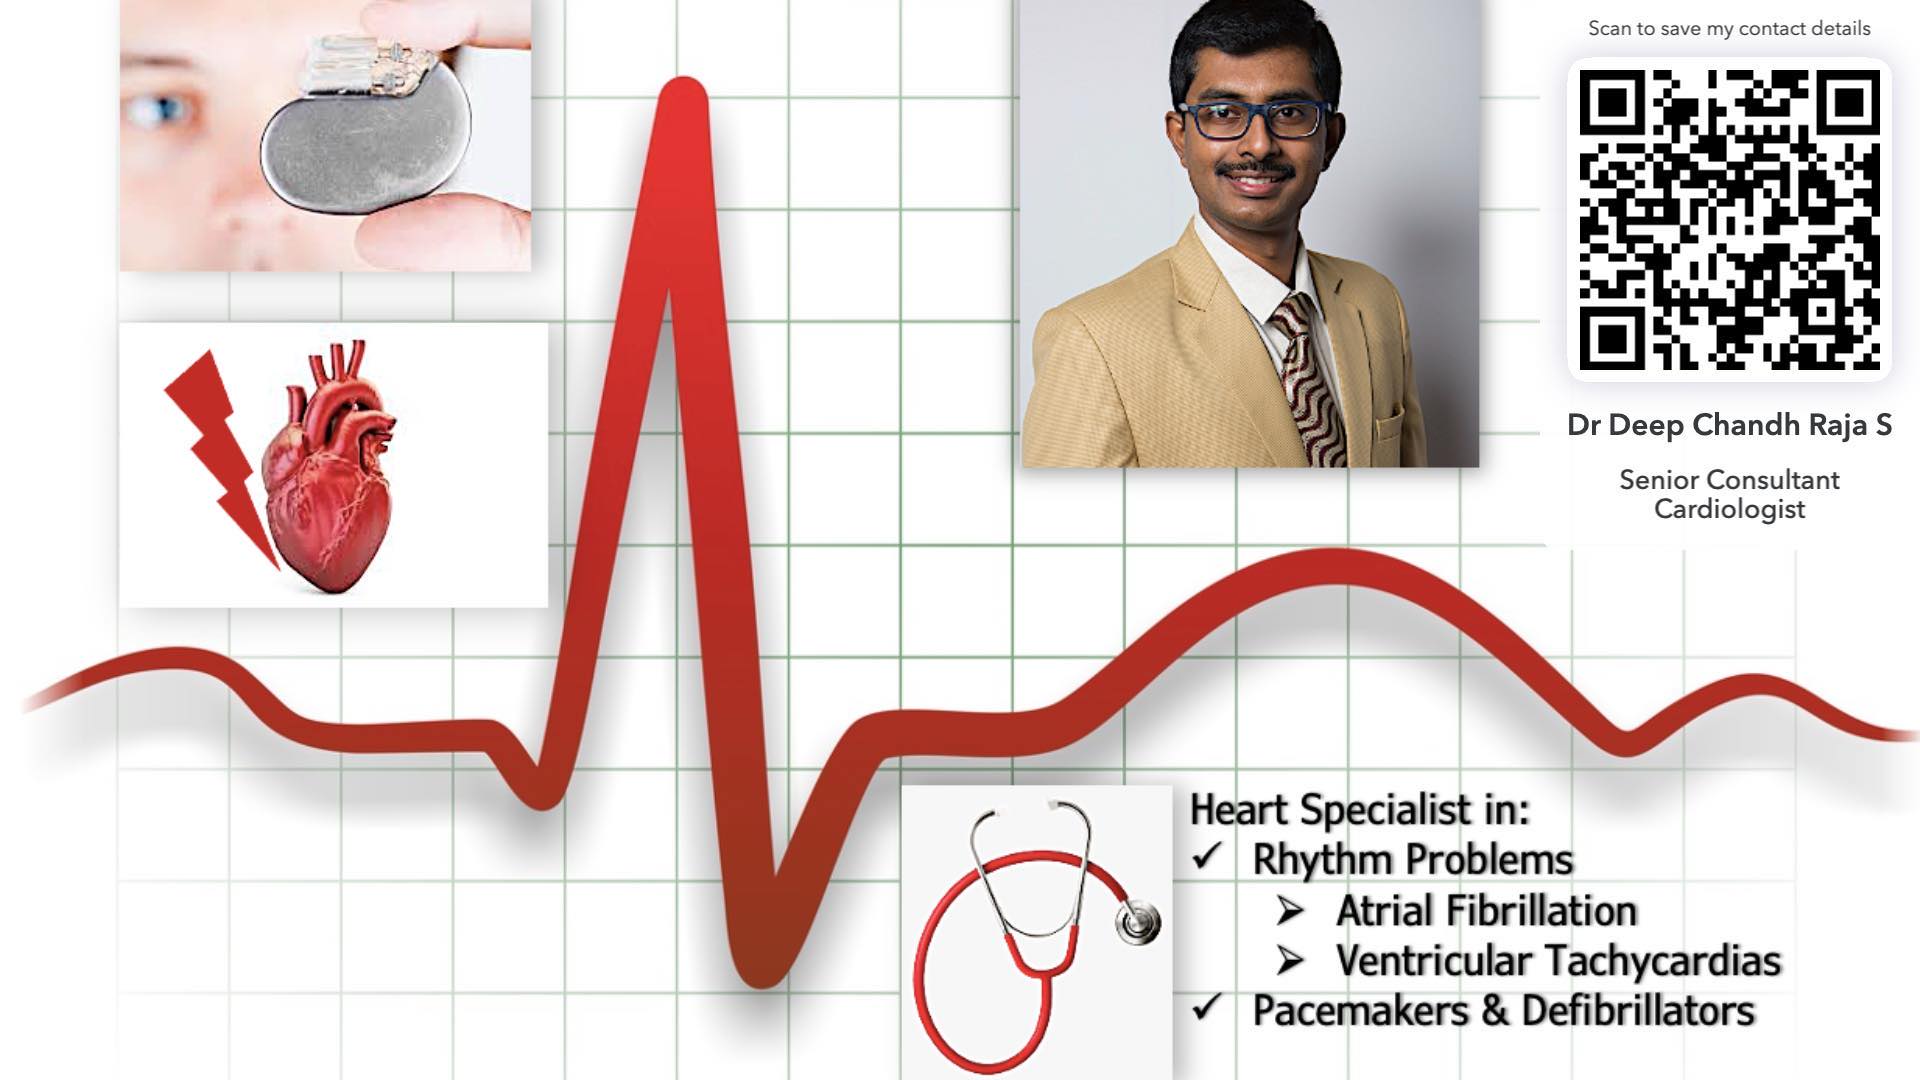 Scan to save my contact details
Dr Deep Chandh Raja S
Senior Consultant
Cardiologist
Heart Specialist in:
✓ Rhythm Problems
➢ Atrial Fibrillation
➢ Ventricular Tachycardias
✓ Pacemakers & Defibrillators